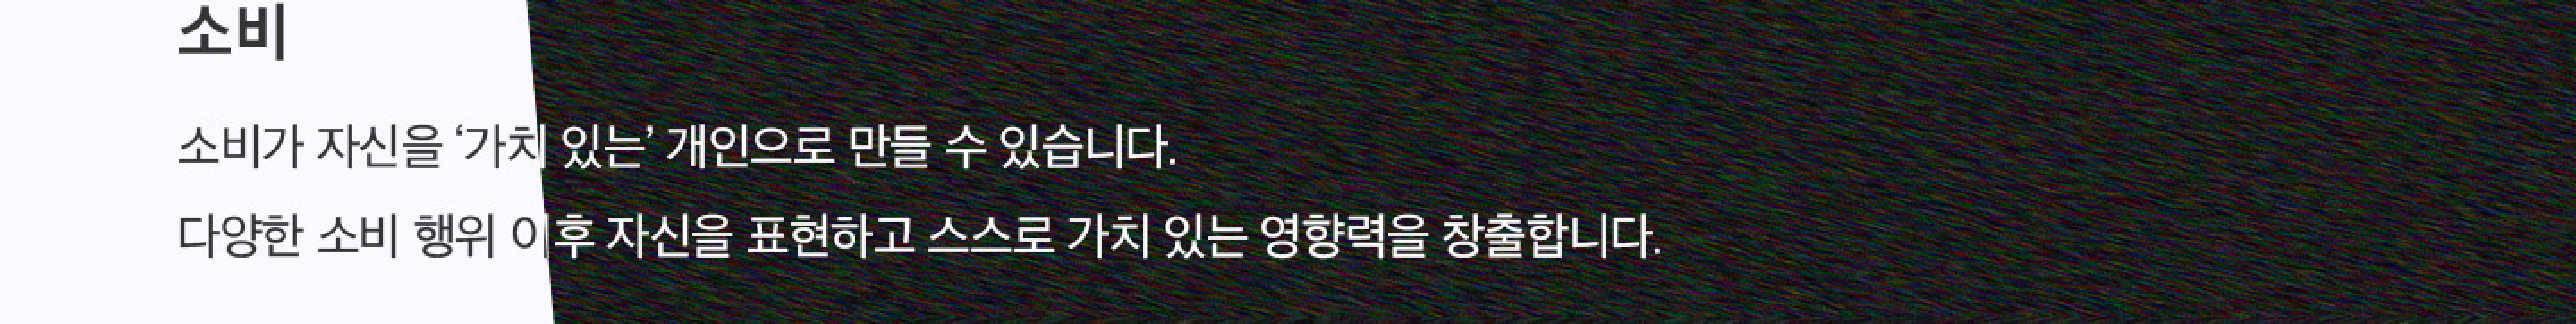 소비
소비가 자신을 ‘가치 있는’ 개인으로 만들 수 있습니다.
다양한 소비 행위 이후 자신을 표현하고 스스로 가치 있는 영향력을 창출합니다.